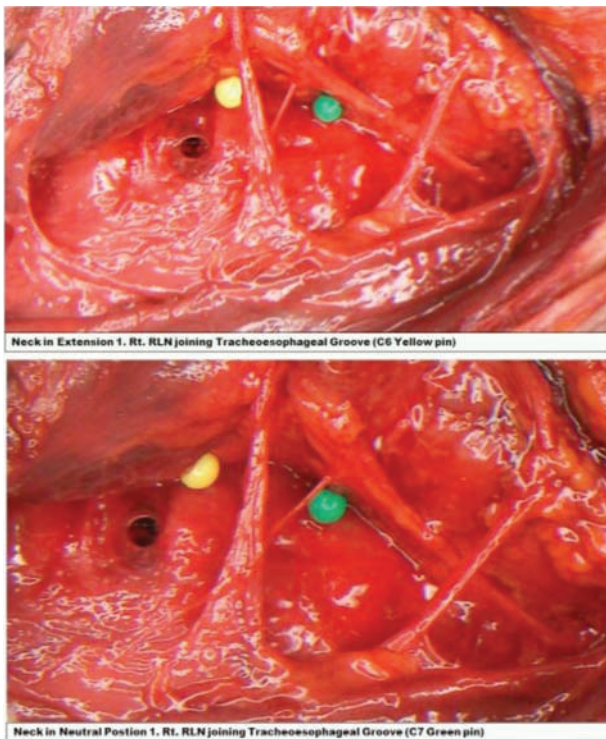 Neck in Extension 1. Rt. RLN joining Tracheoesophageal Groove (C6 Yellow pin)
Neck in Neutral Postion 1. Rt. RLN joining Tracheoesophageal Groove (C7 Green pin)